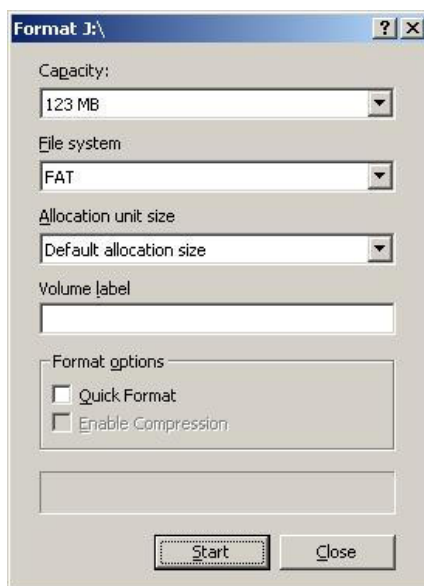 Format J:\
Capacity:
123 MB
File system
FAT
Allocation unit size
Default allocation size
Volume label
Format options
Quick Format
Enable Compression
Start
Close